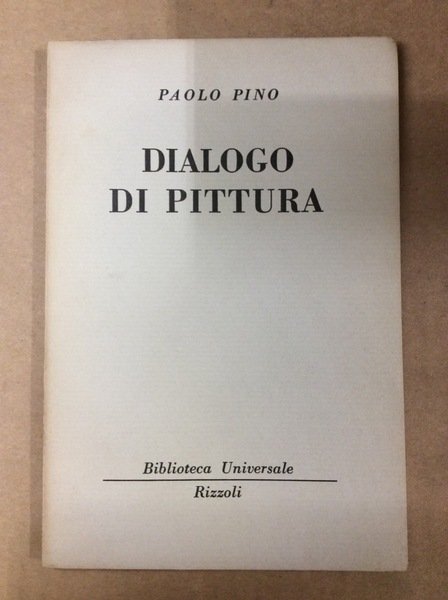 PAOLO PINO
DIALOGO
DI PITTURA
Biblioteca Universale
Rizzoli